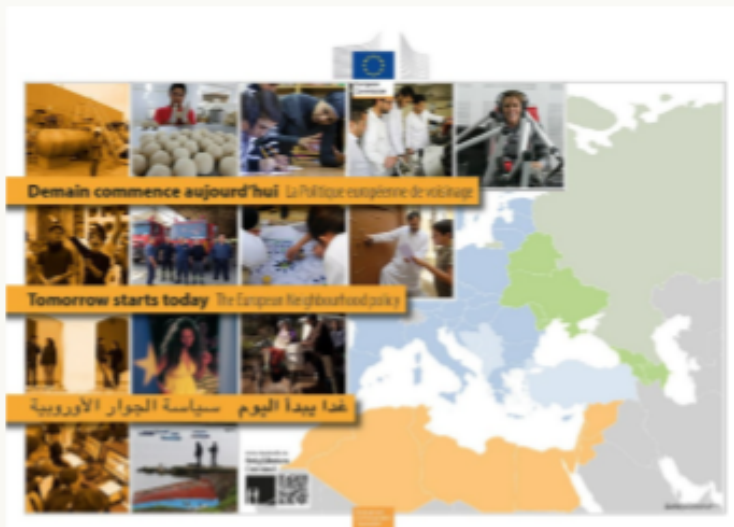 Demain commence aujourd'hui La Politique européenne de voisinage
Tomorrow starts today The European Neighbourhood policy
غدا يبدأ اليوم سياسة الجوار الأوروبية